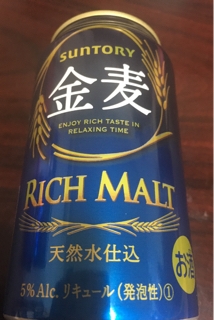 SUNTORY
金麦
ENJOY RICH TASTE IN
RELAXING TIME
RICH MALT
天然水仕込
お酒
5%Alc. リキュール(発泡性)①